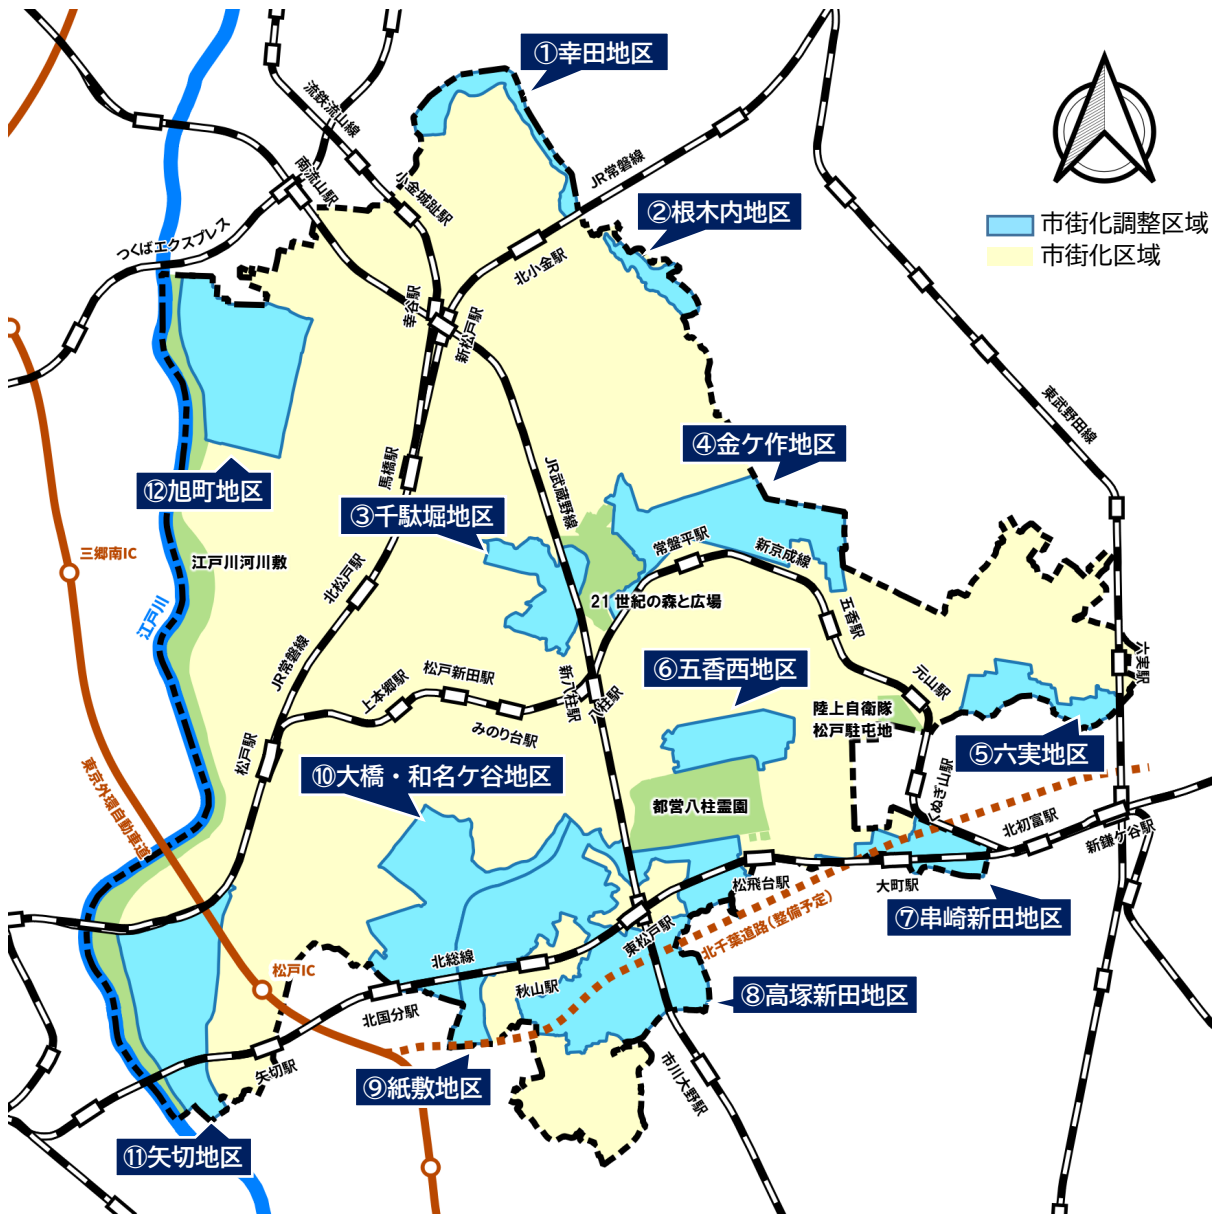 ①幸田地区
流鉄流山線
南流山駅
小金城趾駅
JR常磐線
②根木内地区
市街化調整区域
市街化区域
つくばエクスプレス
北小金駅
幸谷駅
新松戸駅
東武野田線
④金ケ作地区
馬橋駅
JR武蔵野線
⑫旭町地区
③千駄堀地区
三郷南IC
江戸川河川敷
常盤平駅
新京成線
北松戸駅
21世紀の森と広場
五香駅
江戸川
JR常磐線
新八柱駅
八柱駅
⑥五香西地区
六実駅
元山駅
上本郷駅
松戸新田駅
みのり台駅
陸上自衛隊
松戸駐屯地
⑤六実地区
松戸駅
⑩大橋・和名ケ谷地区
東京外環自動車道
都営八柱霊園
くぬぎ山駅
北初富駅
新鎌ケ谷駅
松飛台駅
大町駅
⑦串崎新田地区
東松戸駅
北千葉道路(整備予定)
松戸IC
北総線
秋山駅
⑧高塚新田地区
北国分駅
矢切駅
⑨紙敷地区
市川大野駅
⑪矢切地区